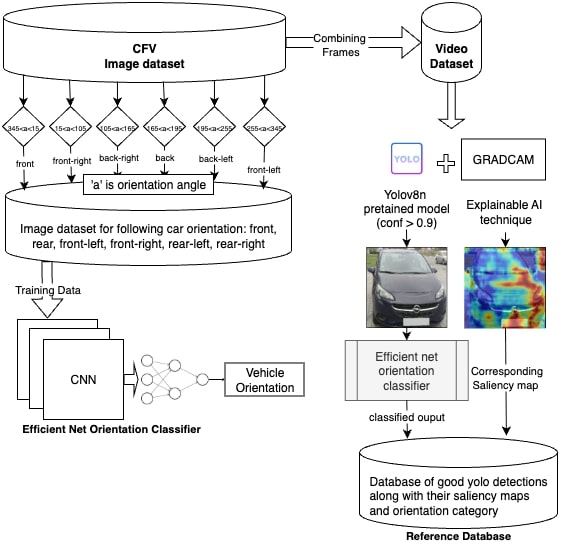 CFV
Image dataset
Combining
Frames
Video
Dataset
345<a<15
15<a<105
105<a<165
165<a<195
195<a<255
255<a<345
front
front-right
back-right
back
back-left
front-left
'a' is orientation angle
Image dataset for following car orientation: front,
rear, front-left, front-right, rear-left, rear-right
Training Data
CNN
Vehicle
Orientation
Efficient Net Orientation Classifier
YOLO
GRADCAM
Yolov8n
pretained model
(conf > 0.9)
Explainable AI
technique
Efficient net
orientation
classifier
Corresponding
Saliency map
classified ouput
Database of good yolo detections
along with their saliency maps
and orientation category
Reference Database